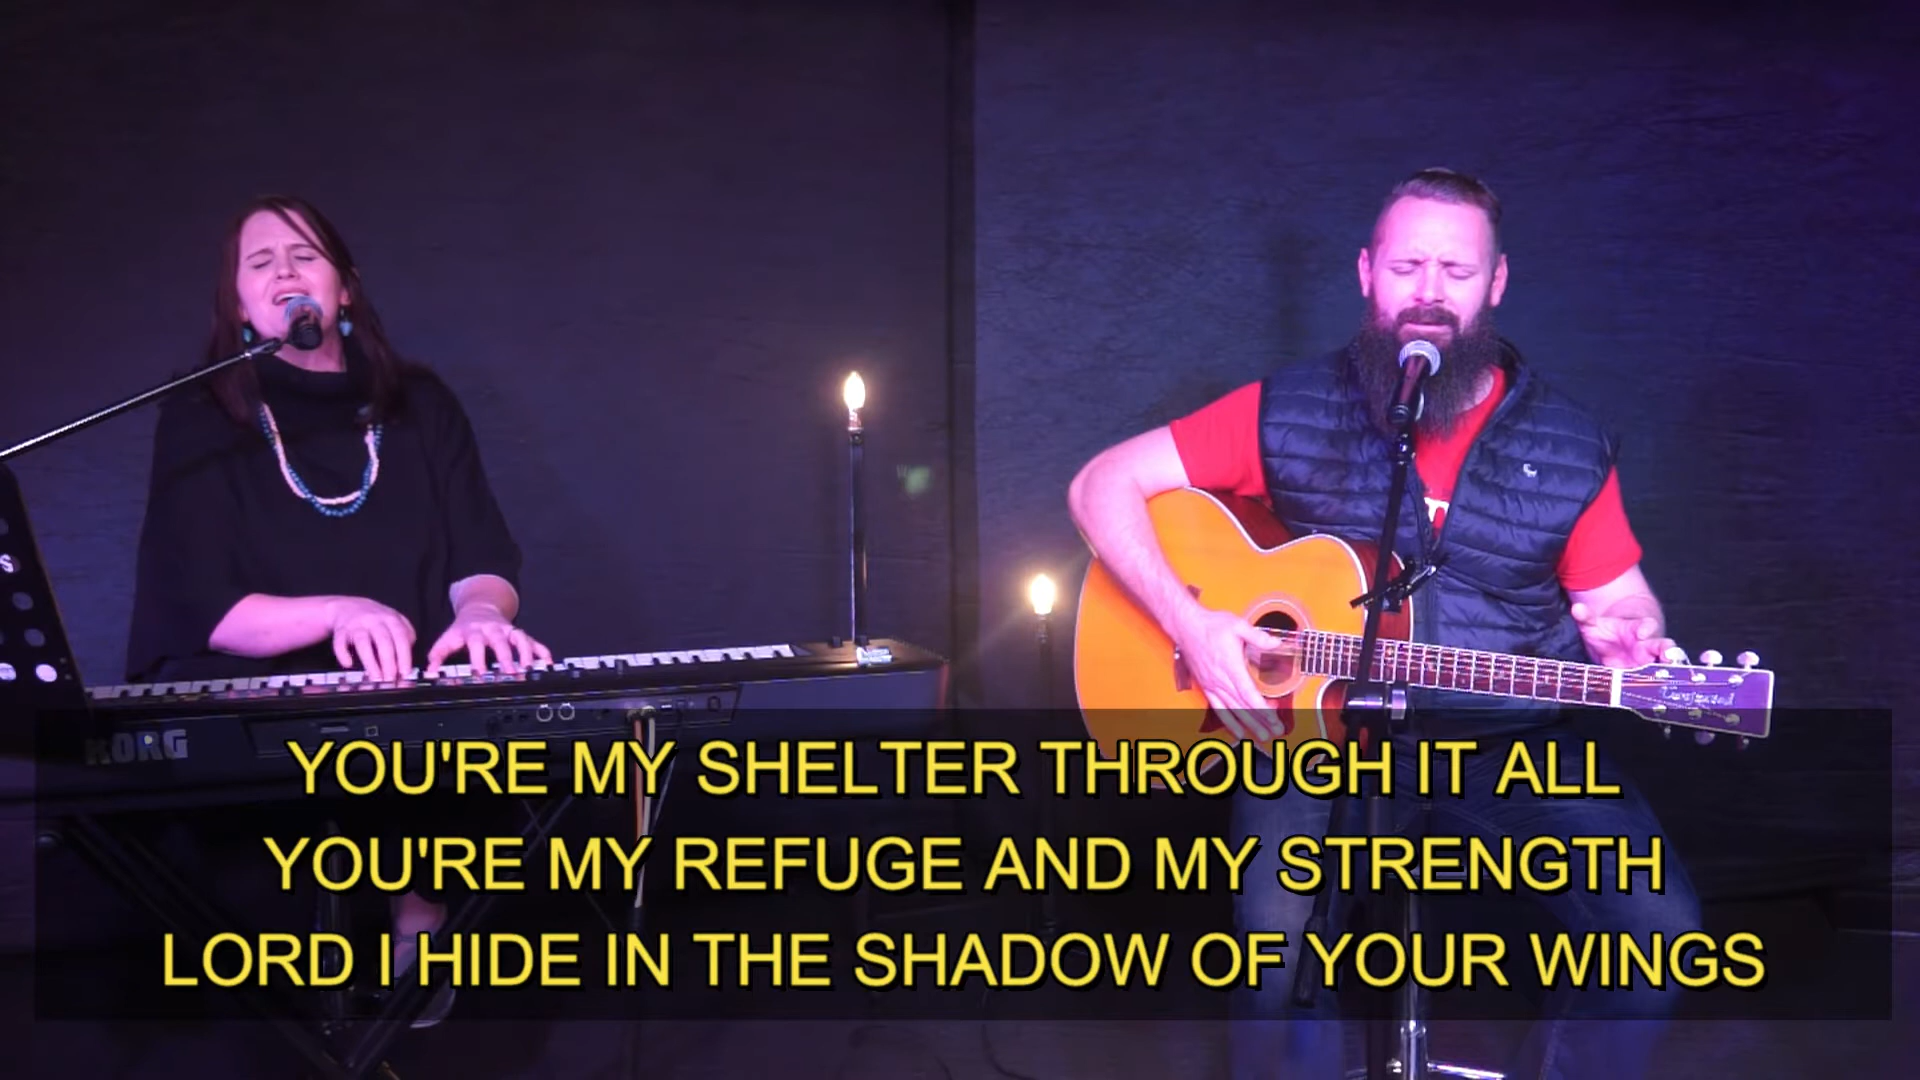 KORG
YOU'RE MY SHELTER THROUGH IT ALL
YOU'RE MY REFUGE AND MY STRENGTH
LORD I HIDE IN THE SHADOW OF YOUR WINGS